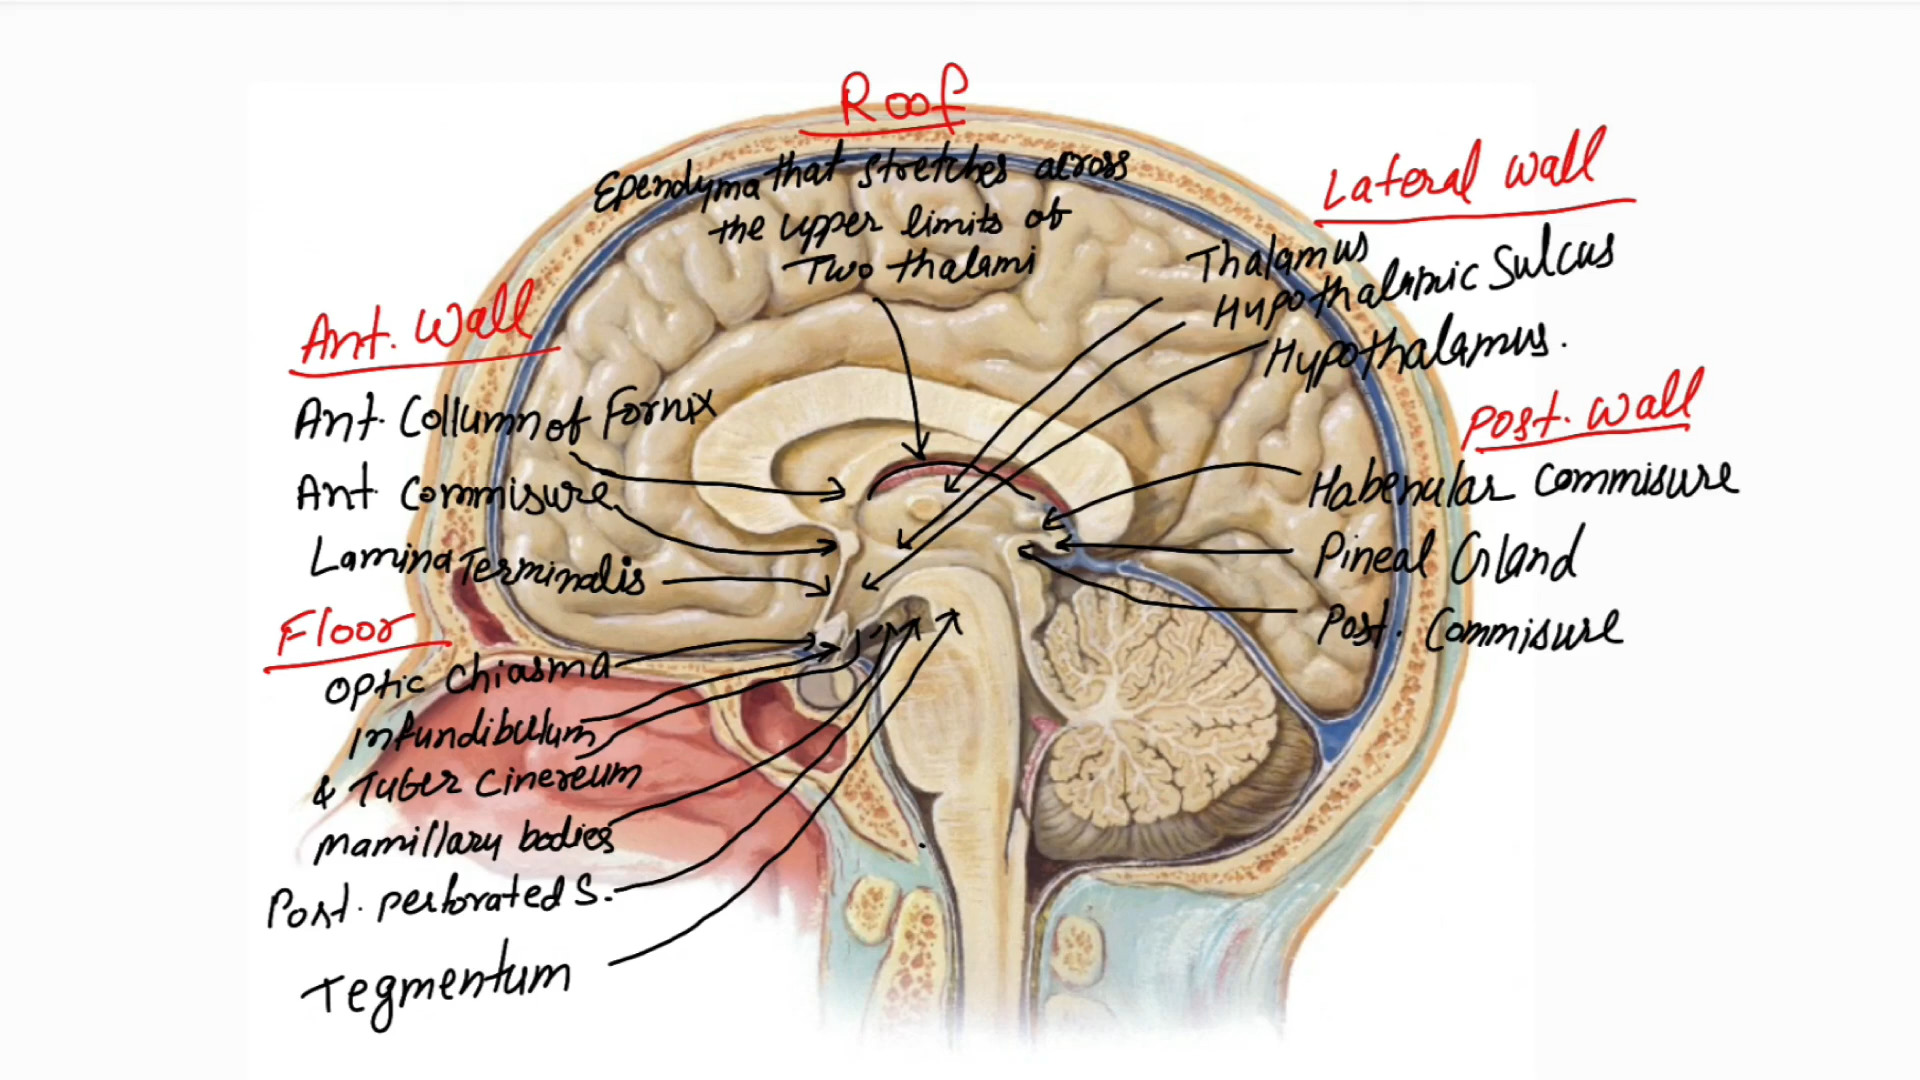 Roof
Ependyma that stretches across
the upper limits of
Two thalami
Lateral wall
Thalamus
Hypothalamic Sulcus
Hypothalamus.
Ant. Wall
Ant. Collumn of Fornix
Ant Commisure
Lamina Terminalis
Post. Wall
Habenular Commisure
Pineal Gland
Post. Commisure
Floor
Optic Chiasma
Infundibulum
& Tuber Cinereum
Mamillary bodies
Post. perforated S.
Tegmentum